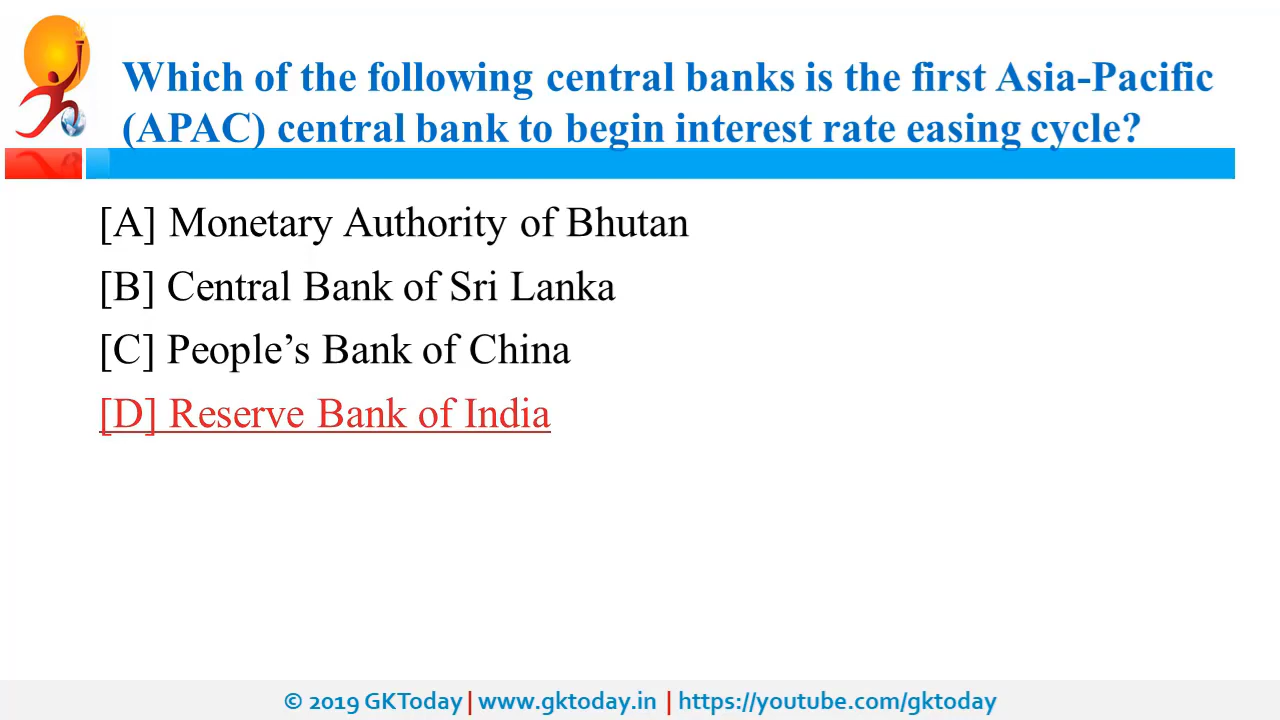 Which of the following central banks is the first Asia-Pacific
(APAC) central bank to begin interest rate easing cycle?
[A] Monetary Authority of Bhutan
[B] Central Bank of Sri Lanka
[C] People’s Bank of China
[D] Reserve Bank of India
© 2019 GKToday | www.gktoday.in | https://youtube.com/gktoday